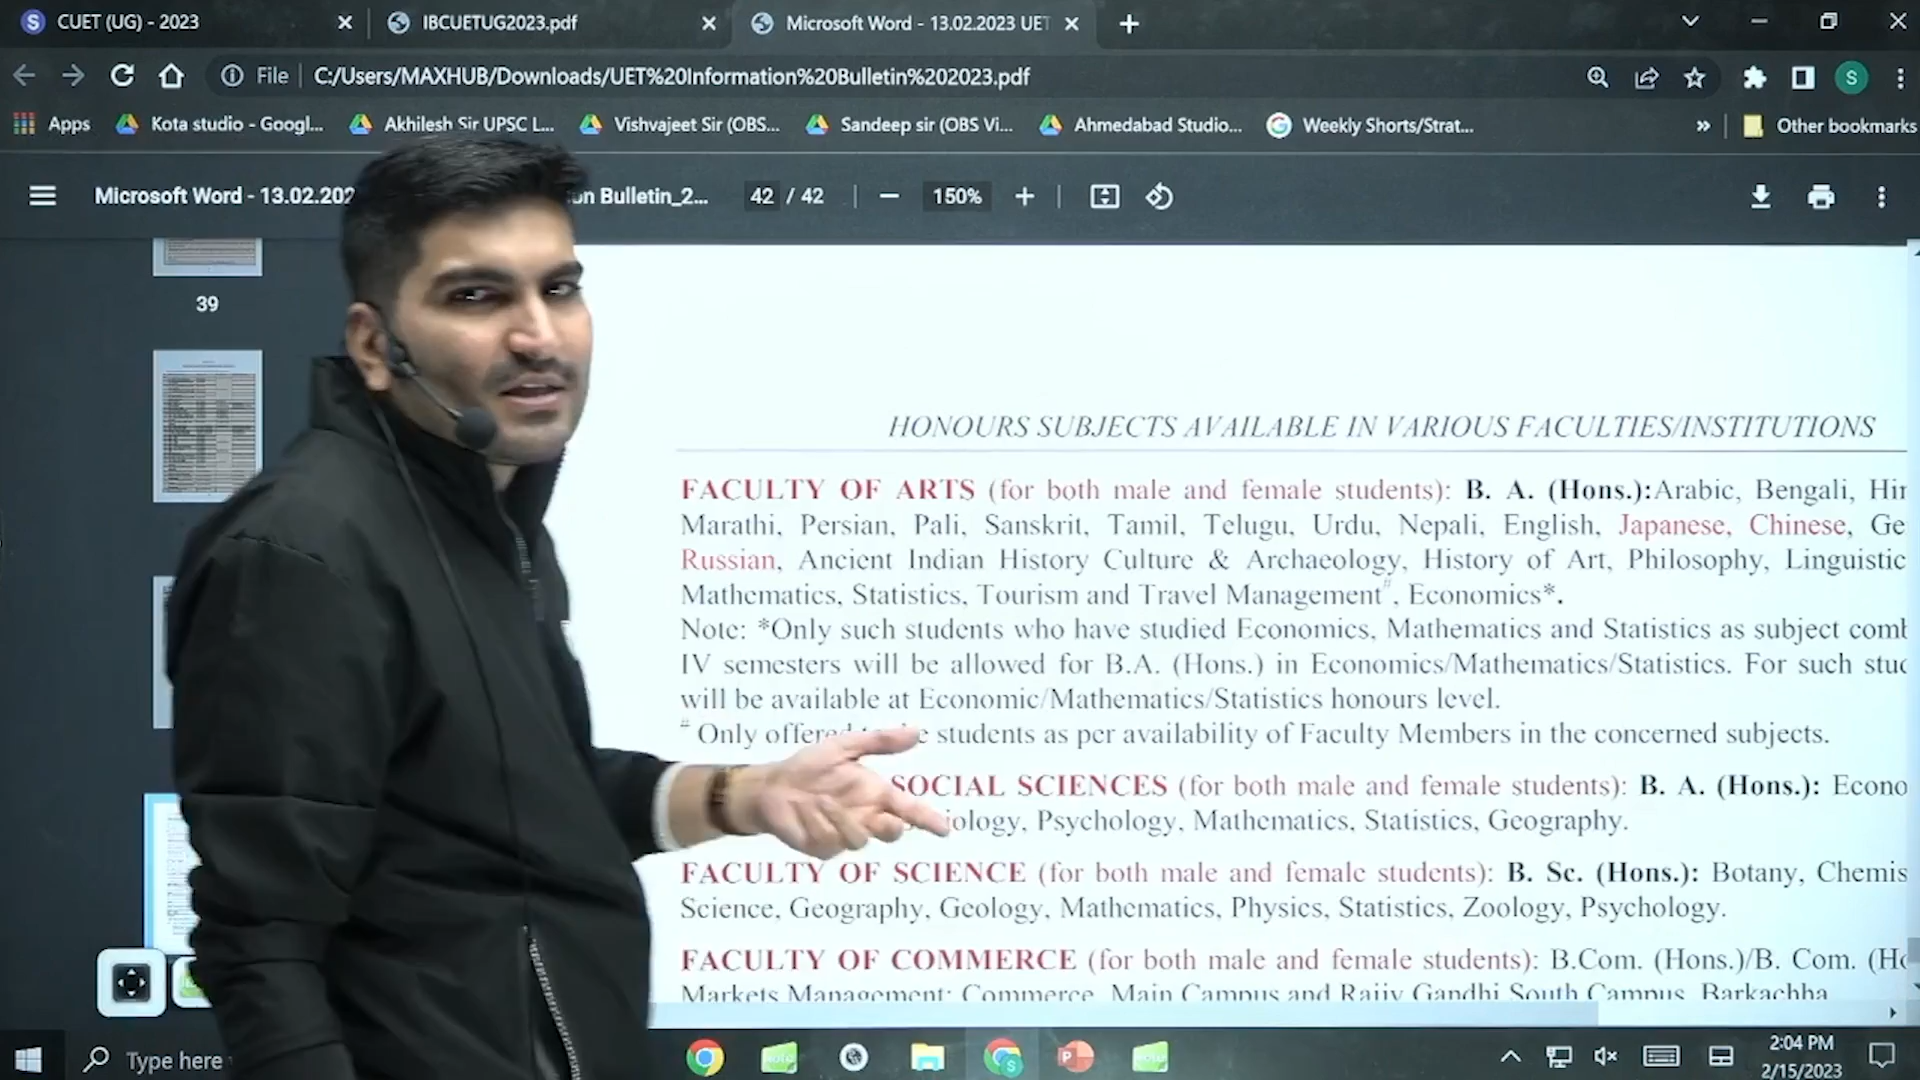 CUET (UG) - 2023
IBCUETUG2023.pdf
Microsoft Word - 13.02.2023 UET
File
C:/Users/MAXHUB/Downloads/UET%20Information%20Bulletin%202023.pdf
S
Apps
Kota studio - Googl...
Akhilesh Sir UPSC L...
Vishvajeet Sir (OBS...
Sandeep sir (OBS Vi...
Ahmedabad Studio...
Weekly Shorts/Strat...
»
Other bookmarks
Microsoft Word - 13.02.202
on Bulletin_2...
42 / 42
150%
39
HONOURS SUBJECTS AVAILABLE IN VARIOUS FACULTIES/INSTITUTIONS
FACULTY OF ARTS (for both male and female students): B. A. (Hons.):Arabic, Bengali, Hin
Marathi, Persian, Pali, Sanskrit, Tamil, Telugu, Urdu, Nepali, English, Japanese, Chinese, Ge
Russian, Ancient Indian History Culture & Archaeology, History of Art, Philosophy, Linguistic
Mathematics, Statistics, Tourism and Travel Management#, Economics*.
Note: *Only such students who have studied Economics, Mathematics and Statistics as subject comb
IV semesters will be allowed for B.A. (Hons.) in Economics/Mathematics/Statistics. For such stud
will be available at Economic/Mathematics/Statistics honours level.
# Only offered students as per availability of Faculty Members in the concerned subjects.
SOCIAL SCIENCES (for both male and female students): B. A. (Hons.): Econo
iology, Psychology, Mathematics, Statistics, Geography.
FACULTY OF SCIENCE (for both male and female students): B. Sc. (Hons.): Botany, Chemis
Science, Geography, Geology, Mathematics, Physics, Statistics, Zoology, Psychology.
FACULTY OF COMMERCE (for both male and female students): B.Com. (Hons.)/B. Com. (Ho
Markets Management: Commerce, Main Campus and Rajiv Gandhi South Campus, Barkachha
Type here
2:04 PM
2/15/2023